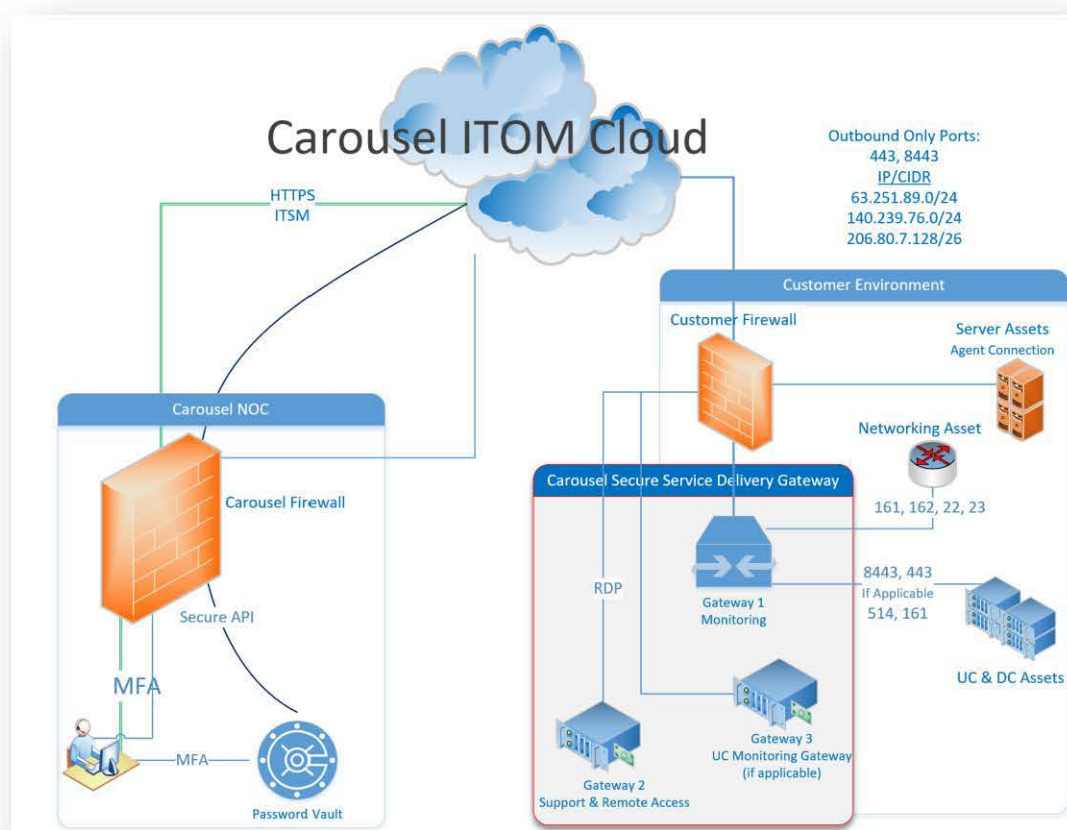 Carousel ITOM Cloud
Outbound Only Ports:
443, 8443
IP/CIDR
63.251.89.0/24
140.239.76.0/24
206.80.7.128/26
HTTPS
ITSM
Customer Environment
Customer Firewall
Server Assets
Agent Connection
Networking Asset
161, 162, 22, 23
Carousel NOC
Carousel Firewall
Secure API
MFA
MFA
Password Vault
Carousel Secure Service Delivery Gateway
RDP
Gateway 1
Monitoring
8443, 443
If Applicable
514, 161
UC & DC Assets
Gateway 3
UC Monitoring Gateway
(if applicable)
Gateway 2
Support & Remote Access